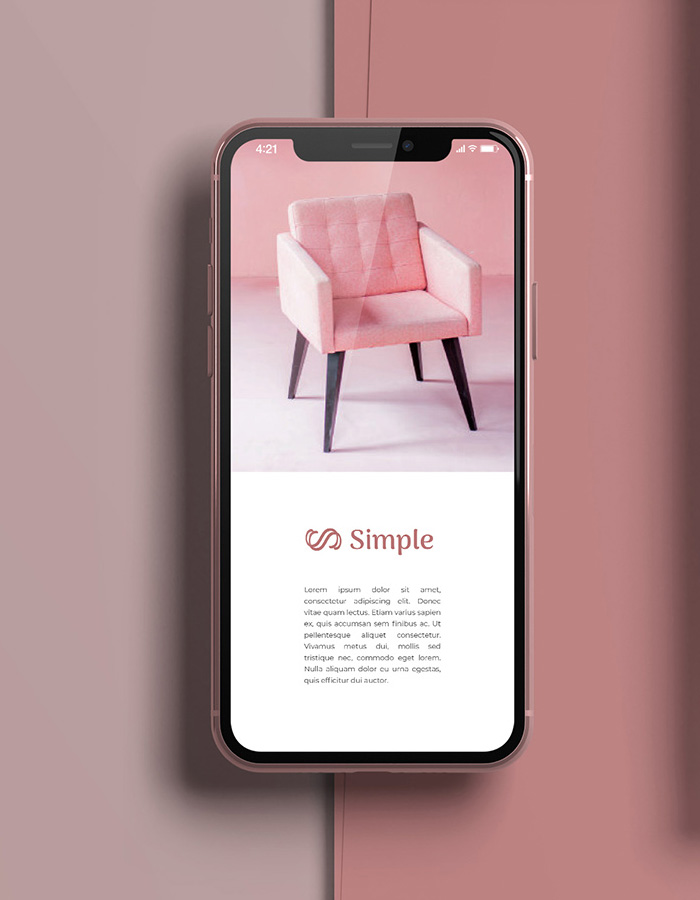 4:21
Simple
Lorem ipsum dolor sit amet,
consectetur adipiscing elit. Donec
vitae quam lectus. Etiam varius sapien
ex, quis accumsan sem finibus ac. Ut
pellentesque aliquet consectetur.
Vivamus metus dui, mollis sed
tristique nec, commodo eget lorem.
Nulla aliquam dolor eu urna egestas,
quis efficitur dui auctor.